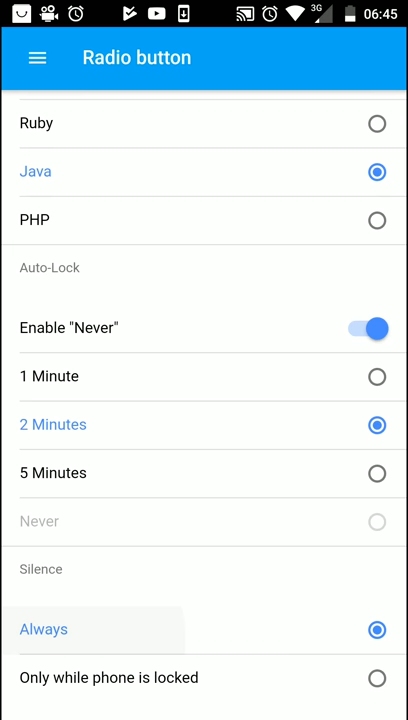 3G
06:45
Radio button
Ruby
Java
PHP
Auto-Lock
Enable "Never"
1 Minute
2 Minutes
5 Minutes
Never
Silence
Always
Only while phone is locked